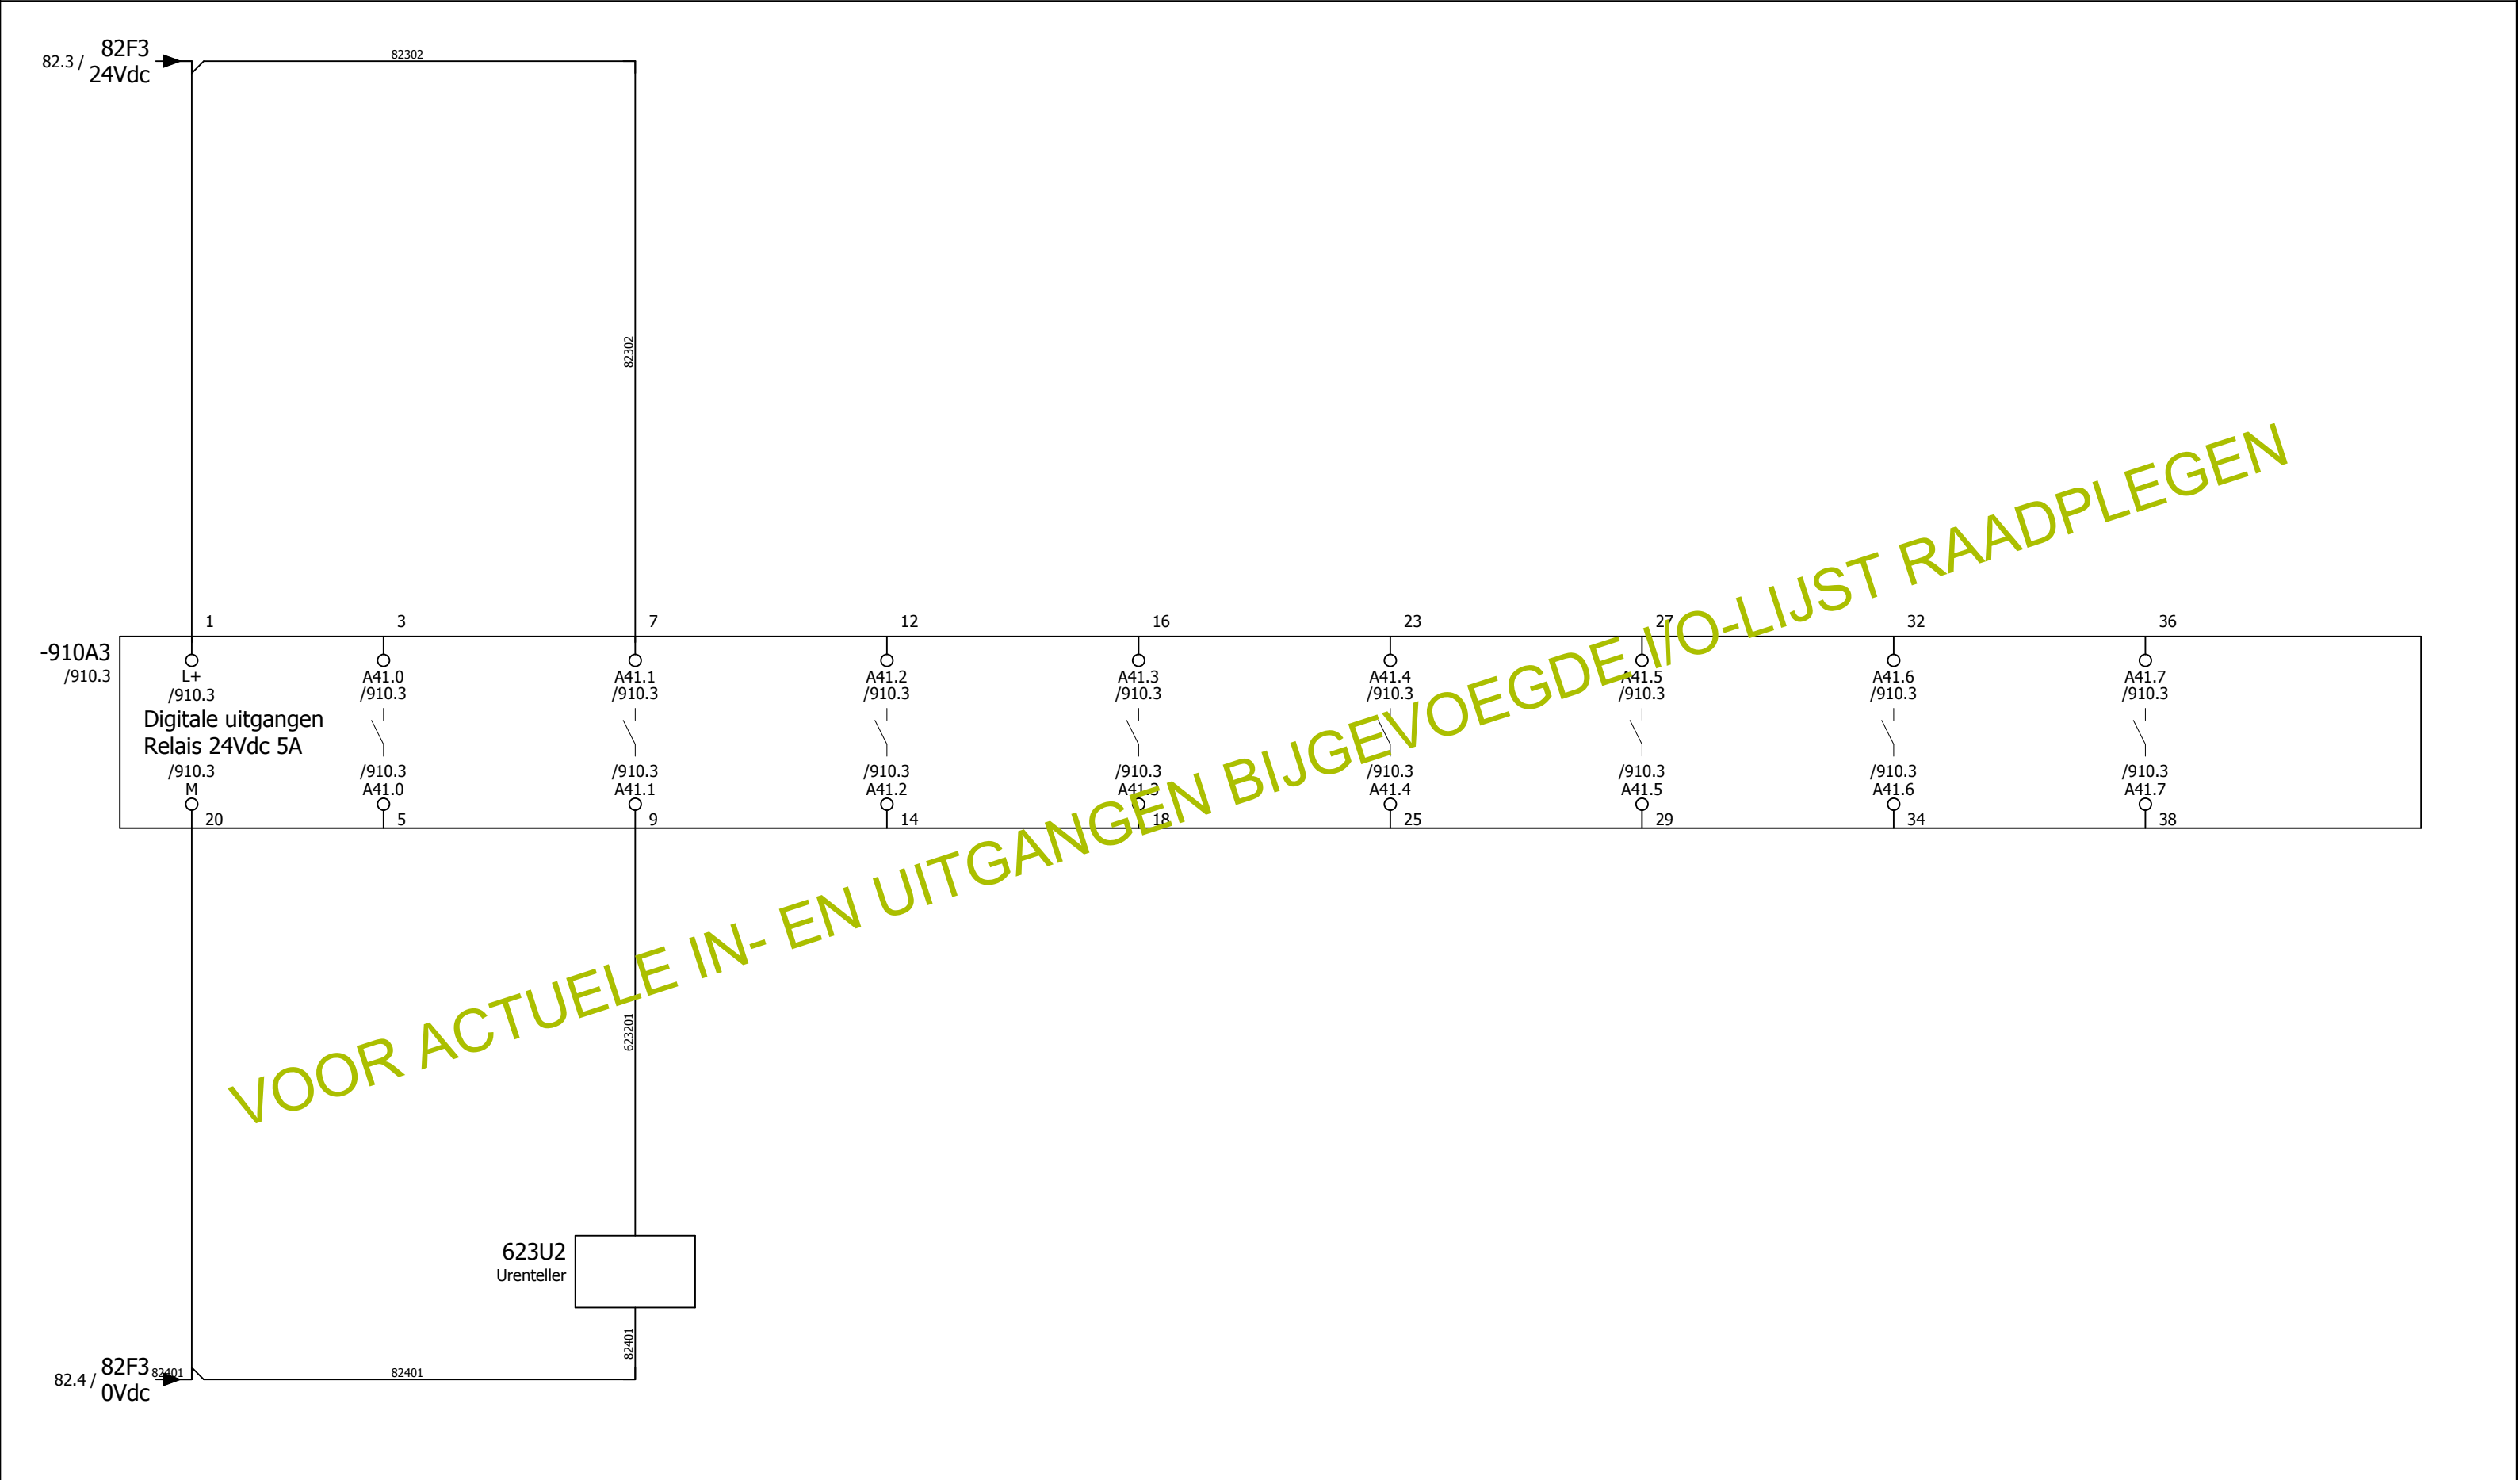 82F3
82.3 /
24Vdc
82302
82302
1 3 7 12 16 23 27 32 36
-910A3
/910.3
L+ A41.0 A41.1 A41.2 A41.3 A41.4 A41.5 A41.6 A41.7
/910.3 /910.3 /910.3 /910.3 /910.3 /910.3 /910.3 /910.3 /910.3
Digitale uitgangen
Relais 24Vdc 5A
/910.3 /910.3 /910.3 /910.3 /910.3 /910.3 /910.3 /910.3 /910.3
M A41.0 A41.1 A41.2 A41.3 A41.4 A41.5 A41.6 A41.7
20 5 9 14 18 25 29 34 38
VOOR ACTUELE IN- EN UITGANGEN BIJGEVOEGDE I/O-LIJST RAADPLEGEN
623201
623U2
Urenteller
82401
82F3
82.4 /
0Vdc
82401
82401